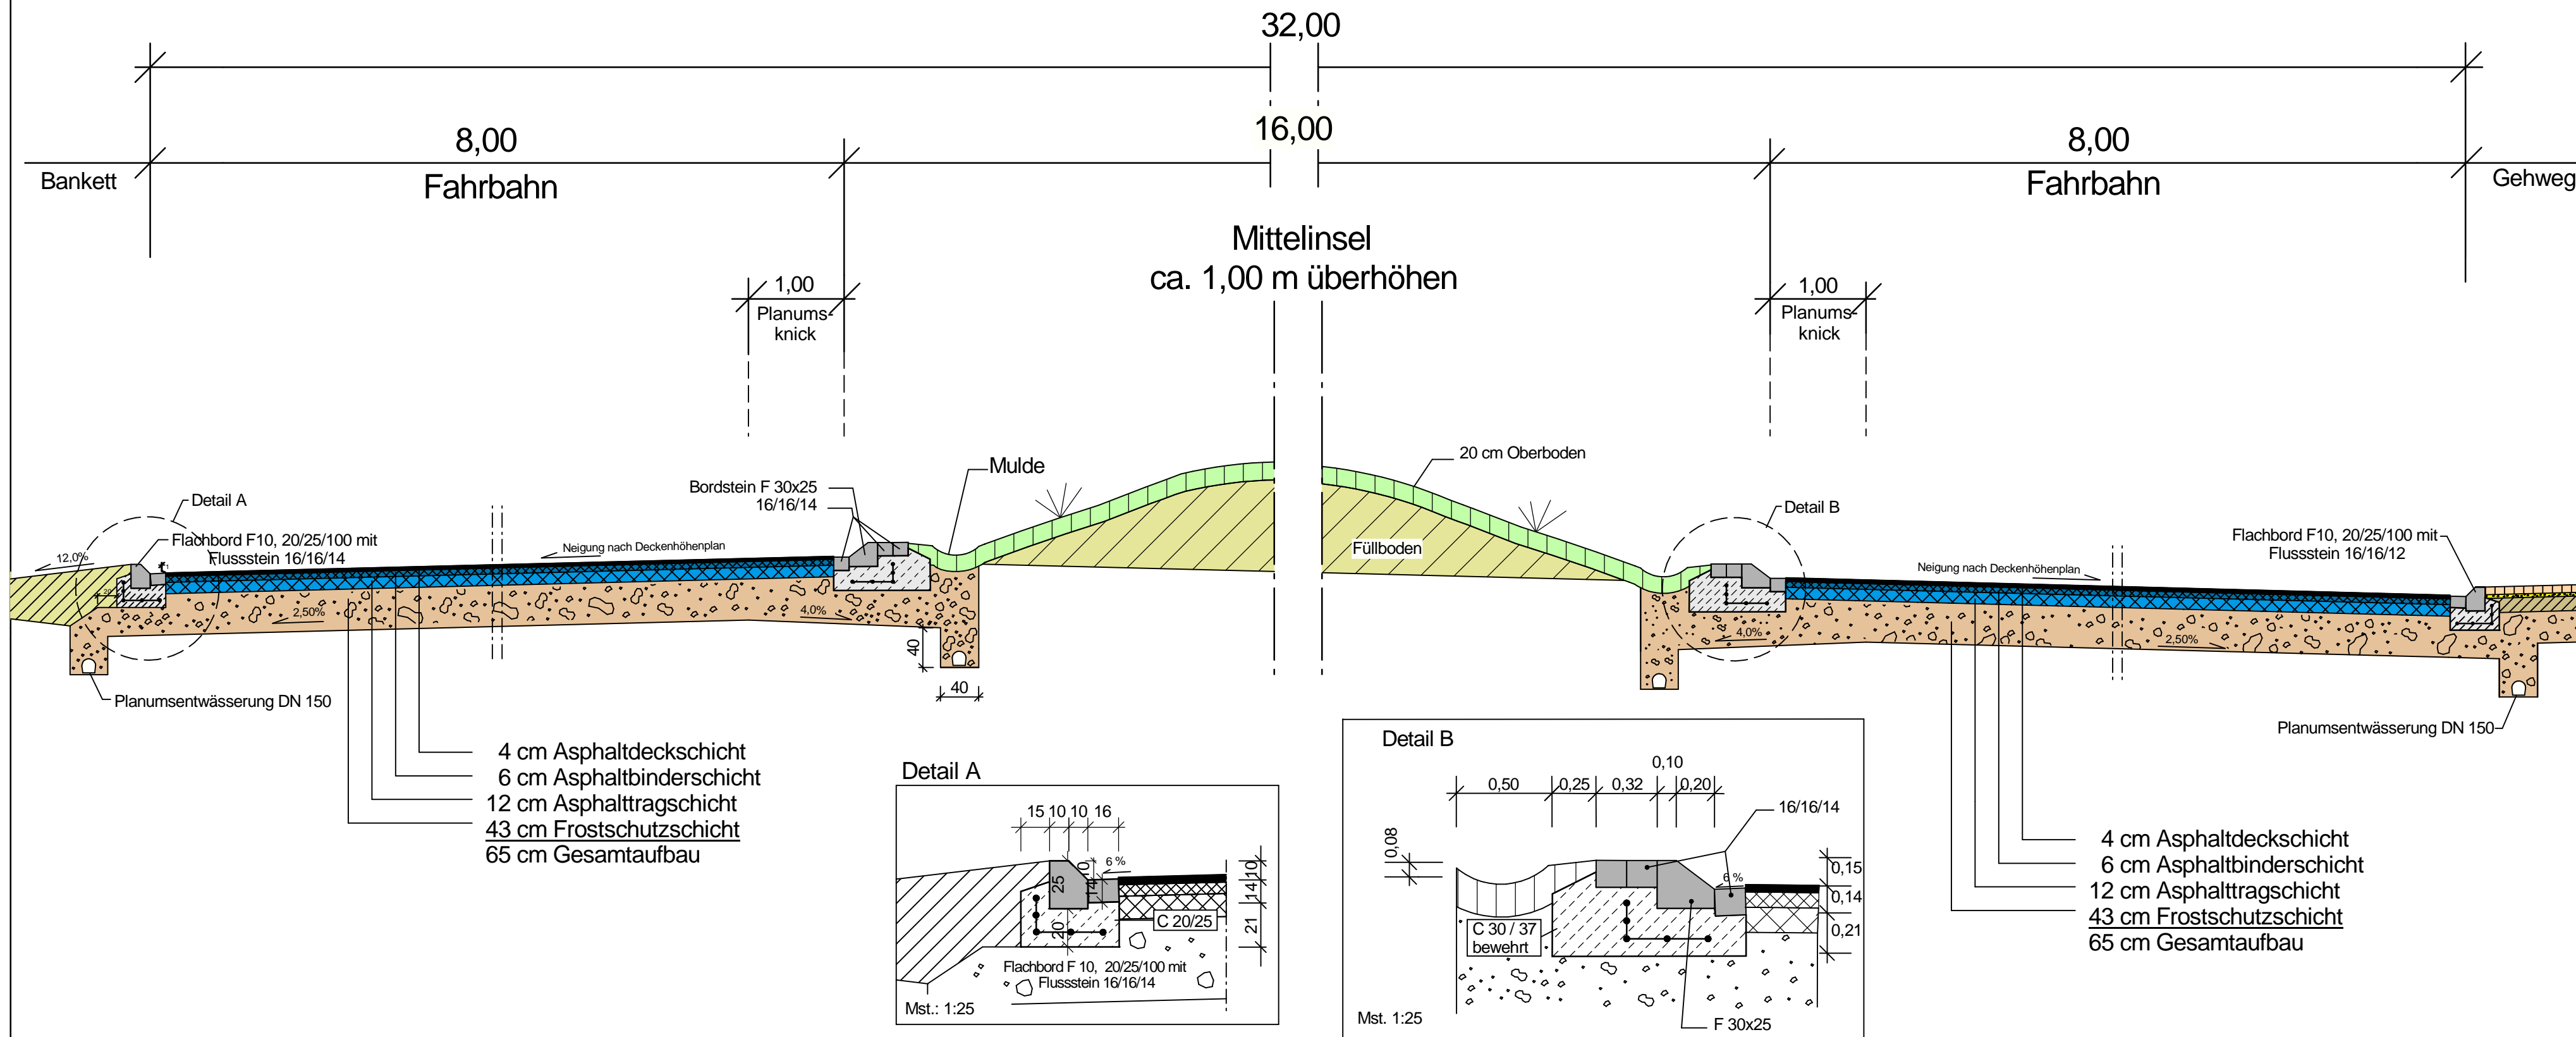 32,00
8,00
16,00
8,00
Bankett
Fahrbahn
Fahrbahn
Gehweg
Mittelinsel
ca. 1,00 m überhöhen
1,00
Planums-
knick
1,00
Planums-
knick
Mulde
20 cm Oberboden
Bordstein F 30x25
16/16/14
Detail A
Detail B
Flachbord F10, 20/25/100 mit
Flussstein 16/16/14
Flachbord F10, 20/25/100 mit
Flussstein 16/16/12
12,0%
Neigung nach Deckenhöhenplan
Füllboden
Neigung nach Deckenhöhenplan
20
2,50%
4,0%
4,0%
2,50%
40
40
Planumsentwässerung DN 150
Planumsentwässerung DN 150
4 cm Asphaltdeckschicht
6 cm Asphaltbinderschicht
12 cm Asphalttragschicht
43 cm Frostschutzschicht
65 cm Gesamtaufbau
Detail A
15 10 10 16
6 %
10
14
25
20
10
14
21
C 20/25
Flachbord F 10, 20/25/100 mit
Flussstein 16/16/14
Mst.: 1:25
Detail B
0,10
0,50 0,25 0,32 0,20
16/16/14
0,08
6 %
0,15
0,14
0,21
C 30 / 37
bewehrt
F 30x25
Mst. 1:25
4 cm Asphaltdeckschicht
6 cm Asphaltbinderschicht
12 cm Asphalttragschicht
43 cm Frostschutzschicht
65 cm Gesamtaufbau